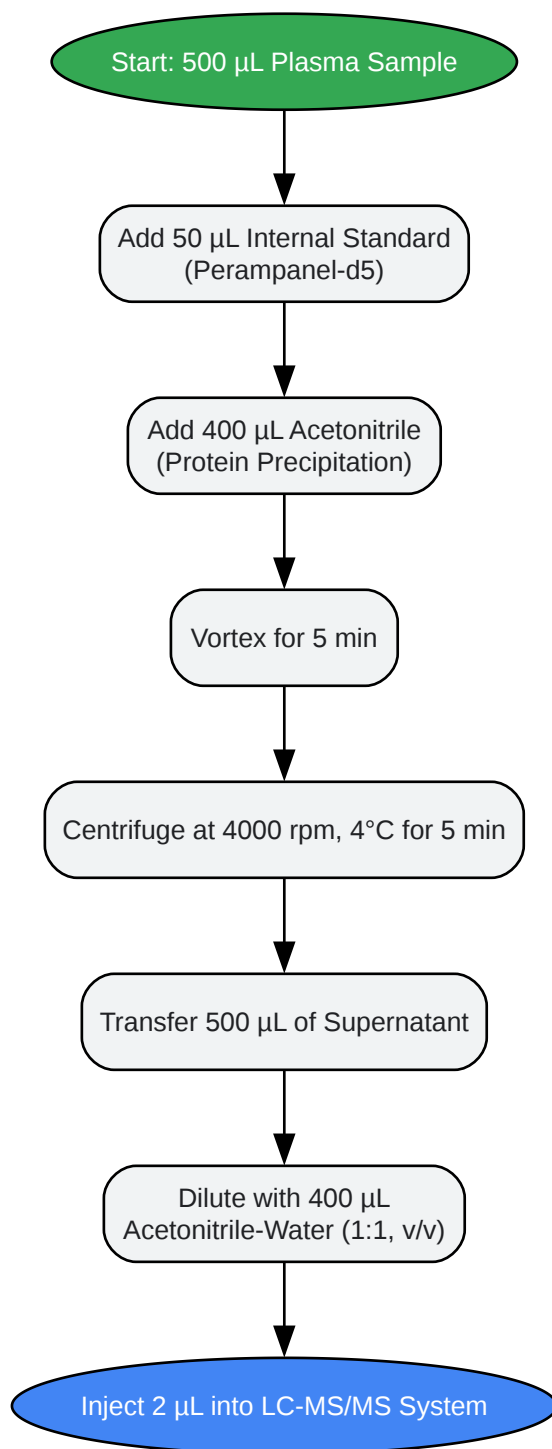 Start: 500 µL Plasma Sample
Add 50 µL Internal Standard
(Perampanel-d5)
Add 400 µL Acetonitrile
(Protein Precipitation)
Vortex for 5 min
Centrifuge at 4000 rpm, 4°C for 5 min
Transfer 500 µL of Supernatant
Dilute with 400 µL
Acetonitrile-Water (1:1, v/v)
Inject 2 µL into LC-MS/MS System